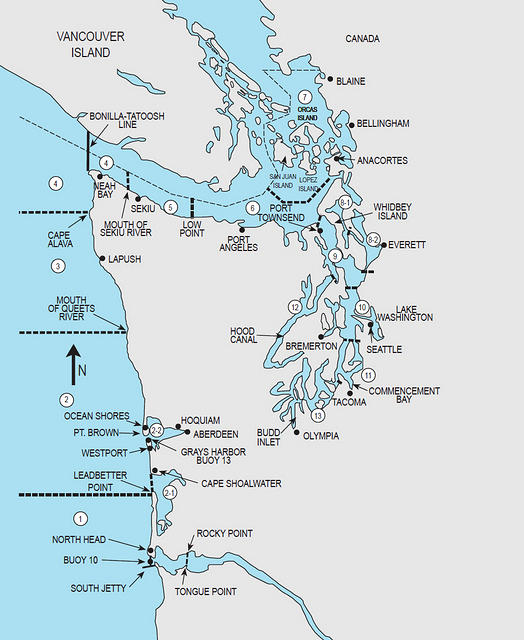 VANCOUVER
ISLAND
CANADA
BLAINE
7
ORCAS
ISLAND
BONILLA-TATOOSH
LINE
BELLINGHAM
ANACORTES
4
4
NEAH
BAY
SAN JUAN
ISLAND
LOPEZ
ISLAND
SEKIU
5
6
PORT
TOWNSEND
8-1
WHIDBEY
ISLAND
MOUTH OF
SEKIU RIVER
LOW
POINT
PORT
ANGELES
CAPE
ALAVA
8-2
EVERETT
9
3
LAPUSH
MOUTH
OF QUEETS
RIVER
12
10
LAKE
WASHINGTON
HOOD
CANAL
BREMERTON
SEATTLE
N
11
2
COMMENCEMENT
BAY
TACOMA
OCEAN SHORES
HOQUIAM
13
PT. BROWN
2-2
ABERDEEN
BUDD
INLET
OLYMPIA
WESTPORT
GRAYS HARBOR
BUOY 13
LEADBETTER
POINT
CAPE SHOALWATER
2-1
1
ROCKY POINT
NORTH HEAD
BUOY 10
SOUTH JETTY
TONGUE POINT